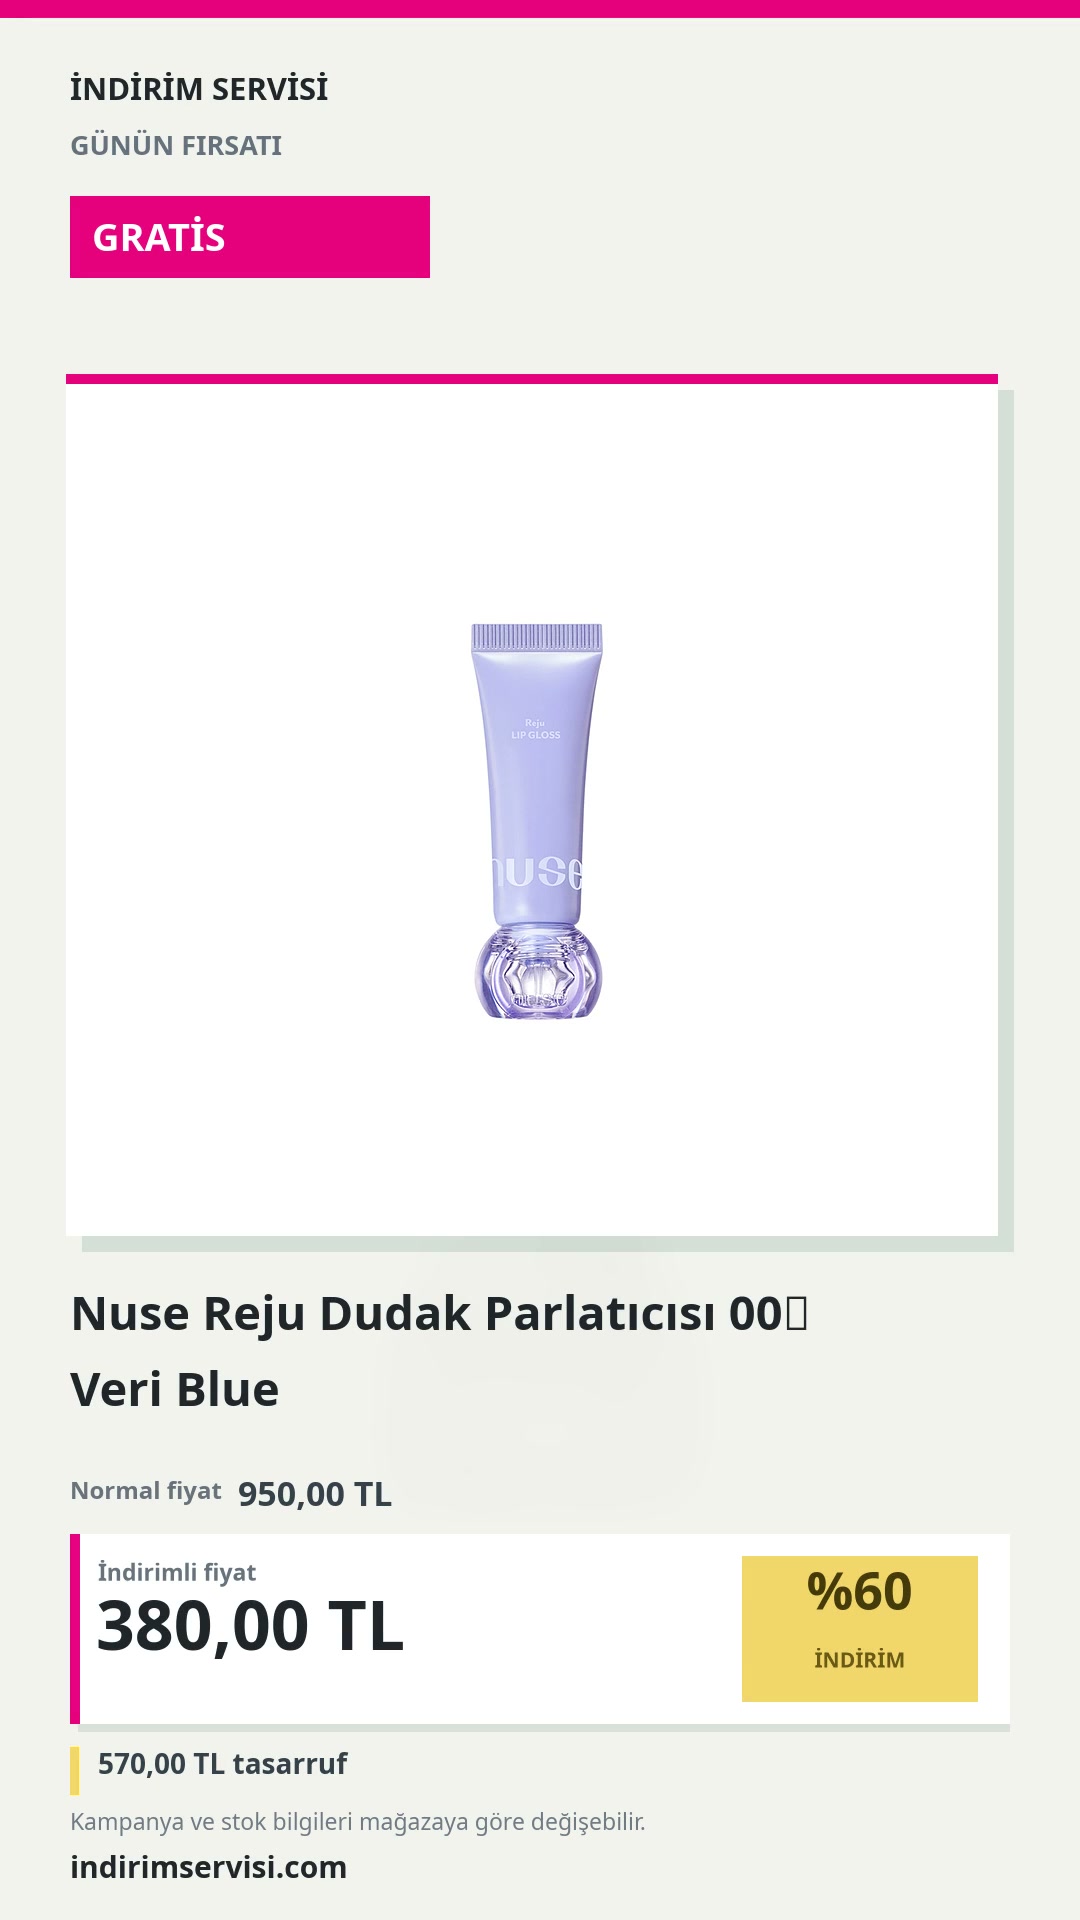 İNDİRİM SERVİSİ
GÜNÜN FIRSATI
GRATİS
Reju
LIP GLOSS
nuse
Nuse Reju Dudak Parlatıcısı 00
Veri Blue
Normal fiyat 950,00 TL
İndirimli fiyat
380,00 TL
%60
İNDİRİM
570,00 TL tasarruf
Kampanya ve stok bilgileri mağazaya göre değişebilir.
indirimservisi.com